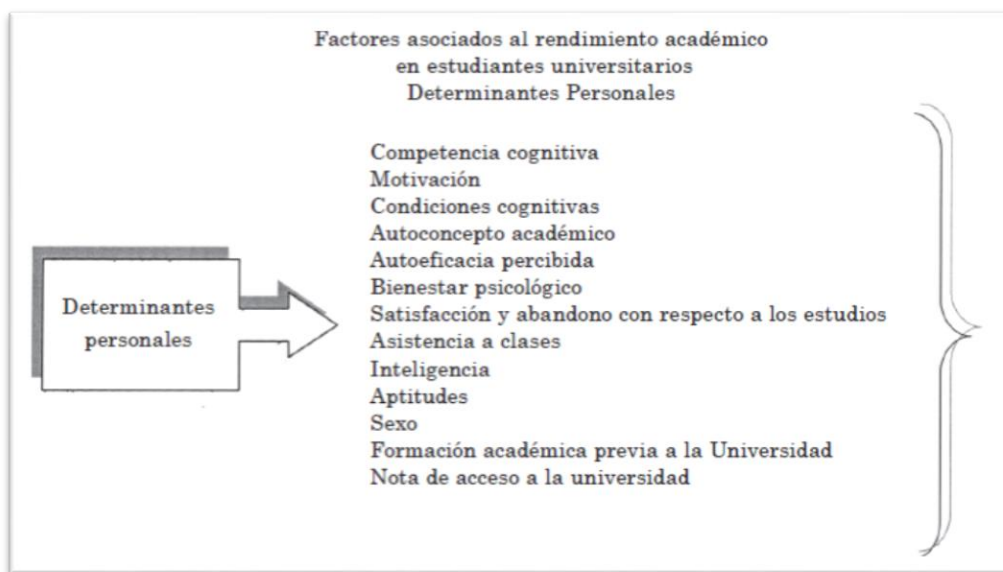 Factores asociados al rendimiento académico
en estudiantes universitarios
Determinantes Personales
Determinantes
personales
Competencia cognitiva
Motivación
Condiciones cognitivas
Autoconcepto académico
Autoeficacia percibida
Bienestar psicológico
Satisfacción y abandono con respecto a los estudios
Asistencia a clases
Inteligencia
Aptitudes
Sexo
Formación académica previa a la Universidad
Nota de acceso a la universidad